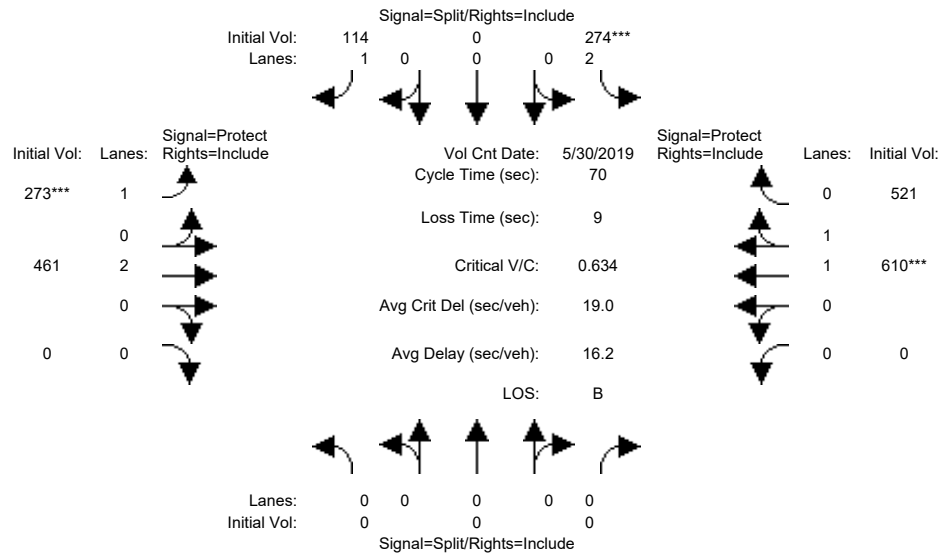 Signal=Split/Rights=Include
Initial Vol: 114 0 274***
Lanes: 1 0 0 0 2
Signal=Protect
Initial Vol: Lanes: Rights=Include
Vol Cnt Date: 5/30/2019
Signal=Protect
Rights=Include Lanes: Initial Vol:
Cycle Time (sec): 70
273*** 1
0 521
Loss Time (sec): 9
0
1
461 2
Critical V/C: 0.634
1 610***
0
Avg Crit Del (sec/veh): 19.0
0
0 0
Avg Delay (sec/veh): 16.2
0 0
LOS: B
Lanes: 0 0 0 0 0
Initial Vol: 0 0 0
Signal=Split/Rights=Include